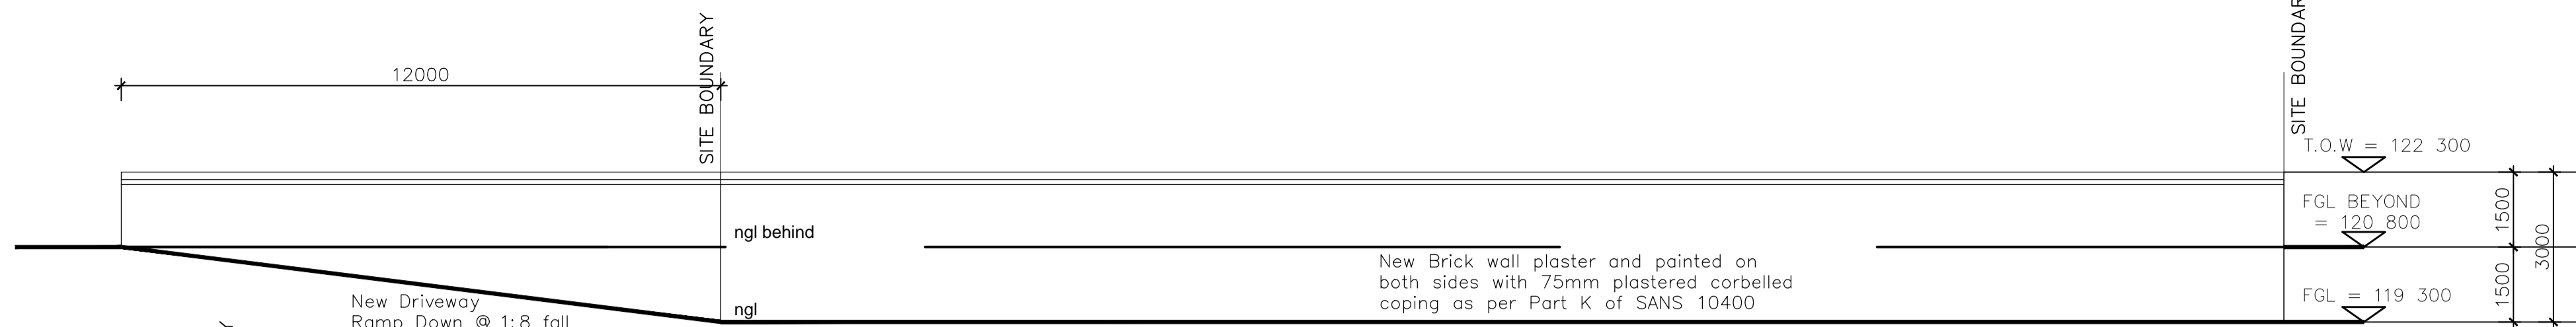 SITE BOUNDARY
SITE BOUNDAR
12000
T.O.W = 122 300
FGL BEYOND
= 120 800
1500
3000
ngl behind
New Brick wall plaster and painted on
both sides with 75mm plastered corbelled
coping as per Part K of SANS 10400
FGL = 119 300
1500
ngl
New Driveway
Ramp Down @ 1:8 fall